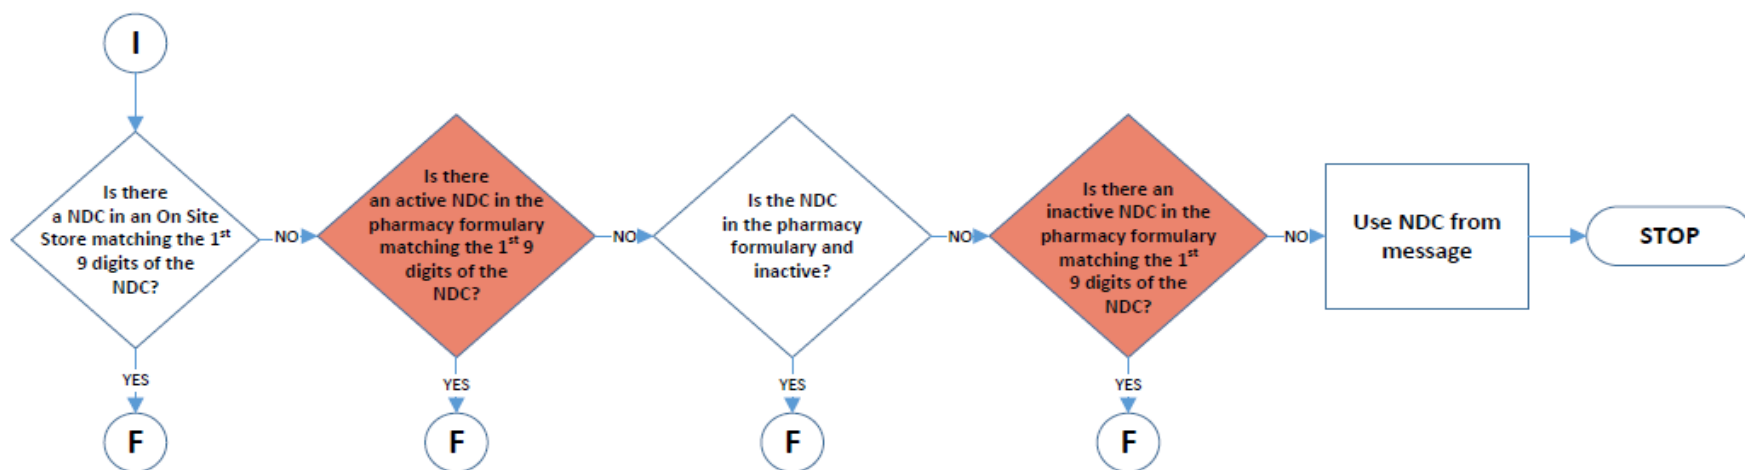 I
Is there
a NDC in an On Site
Store matching the 1st
9 digits of the
NDC?
NO
YES
F
Is there
an active NDC in the
pharmacy formulary
matching the 1st 9
digits of the
NDC?
NO
YES
F
Is the NDC
in the pharmacy
formulary and
inactive?
NO
YES
F
Is there an
inactive NDC in the
pharmacy formulary
matching the 1st
9 digits of the
NDC?
NO
YES
F
Use NDC from
message
STOP